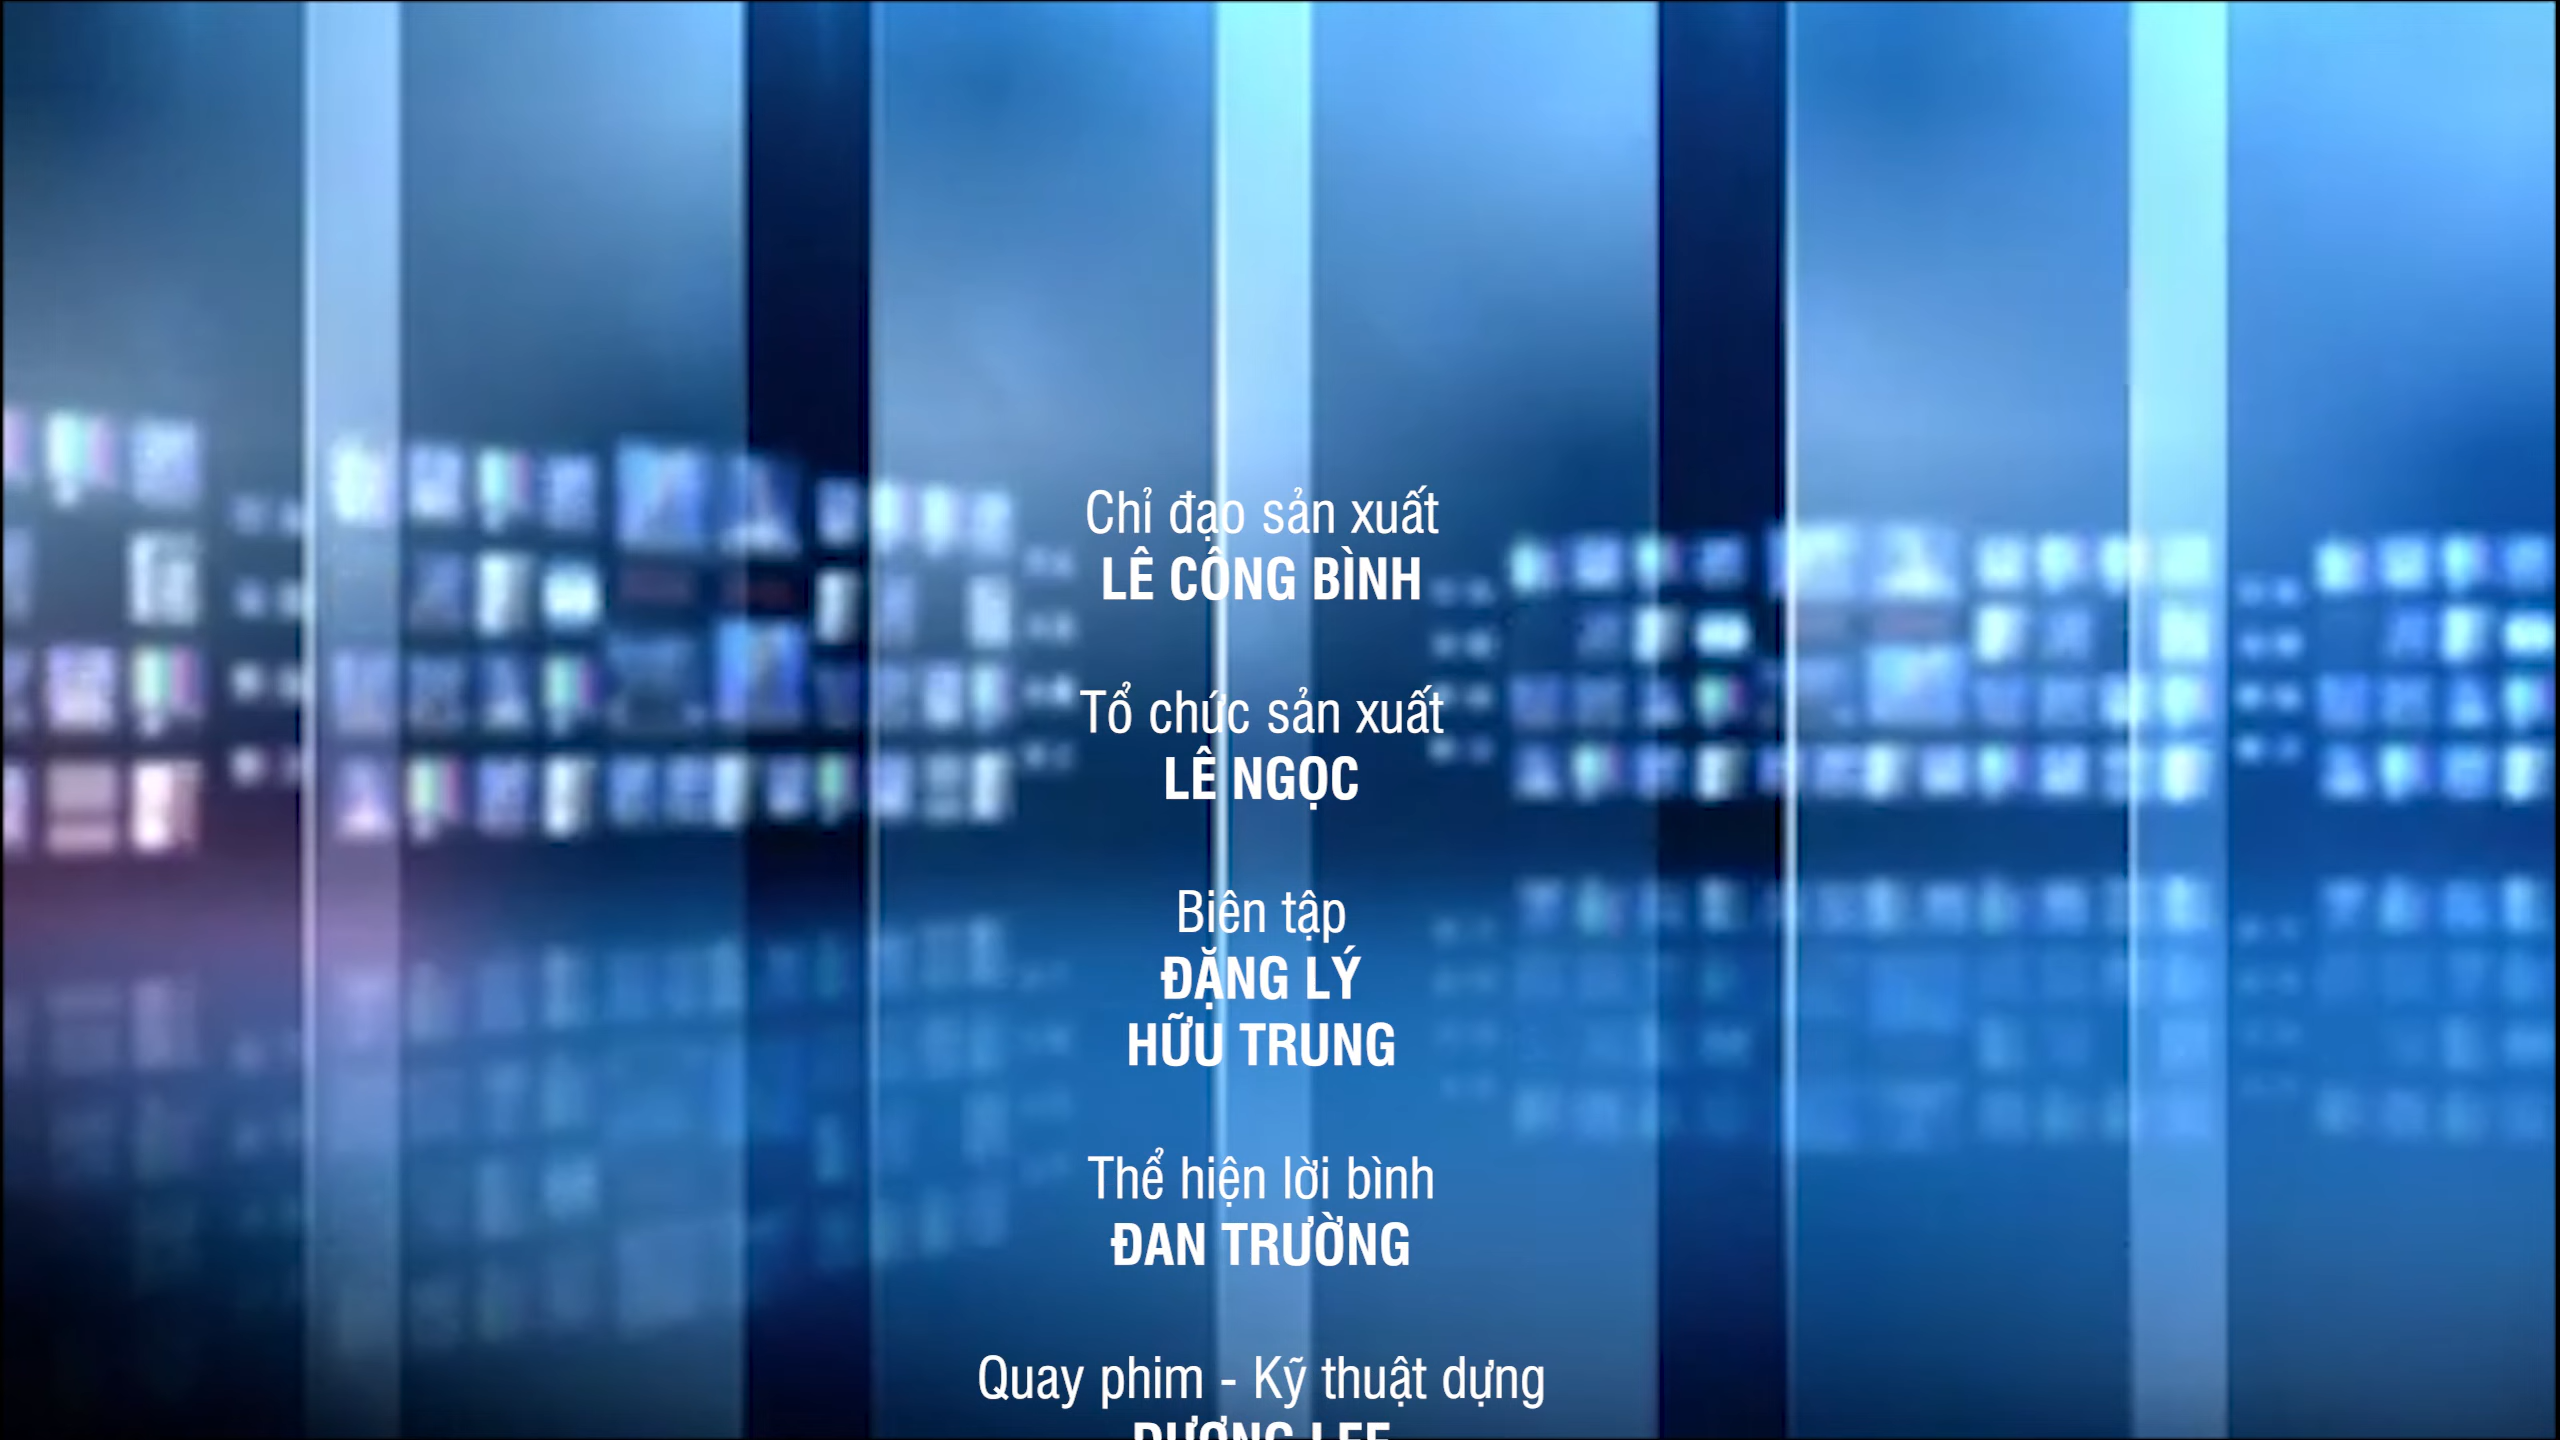 Chỉ đạo sản xuất
LÊ CÔNG BÌNH
Tổ chức sản xuất
LÊ NGỌC
Biên tập
ĐẶNG LÝ
HỮU TRUNG
Thể hiện lời bình
ĐAN TRƯỜNG
Quay phim - Kỹ thuật dựng